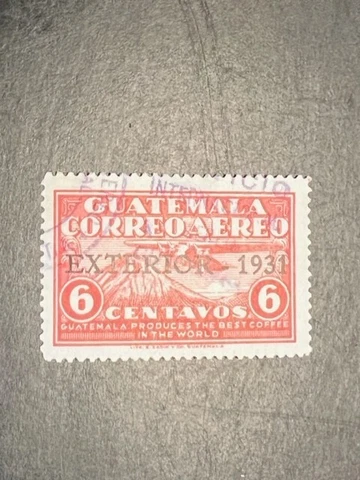 GUATEMALA
CORREO AEREO
EXTERIOR 1931
6 6
CENTAVOS
GUATEMALA PRODUCES THE BEST COFFEE
IN THE WORLD